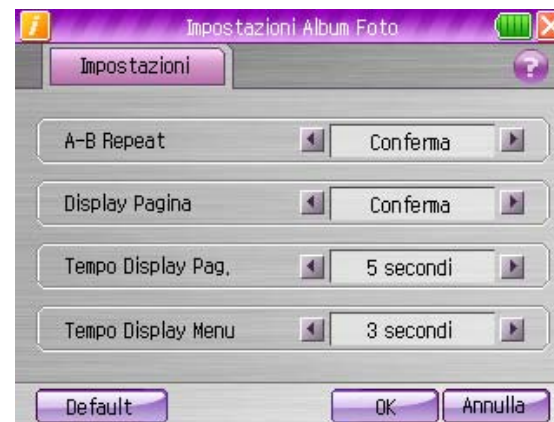 Impostazioni Album Foto
Impostazioni
?
A-B Repeat
Conferma
Display Pagina
Conferma
Tempo Display Pag.
5 secondi
Tempo Display Menu
3 secondi
Default
OK
Annulla